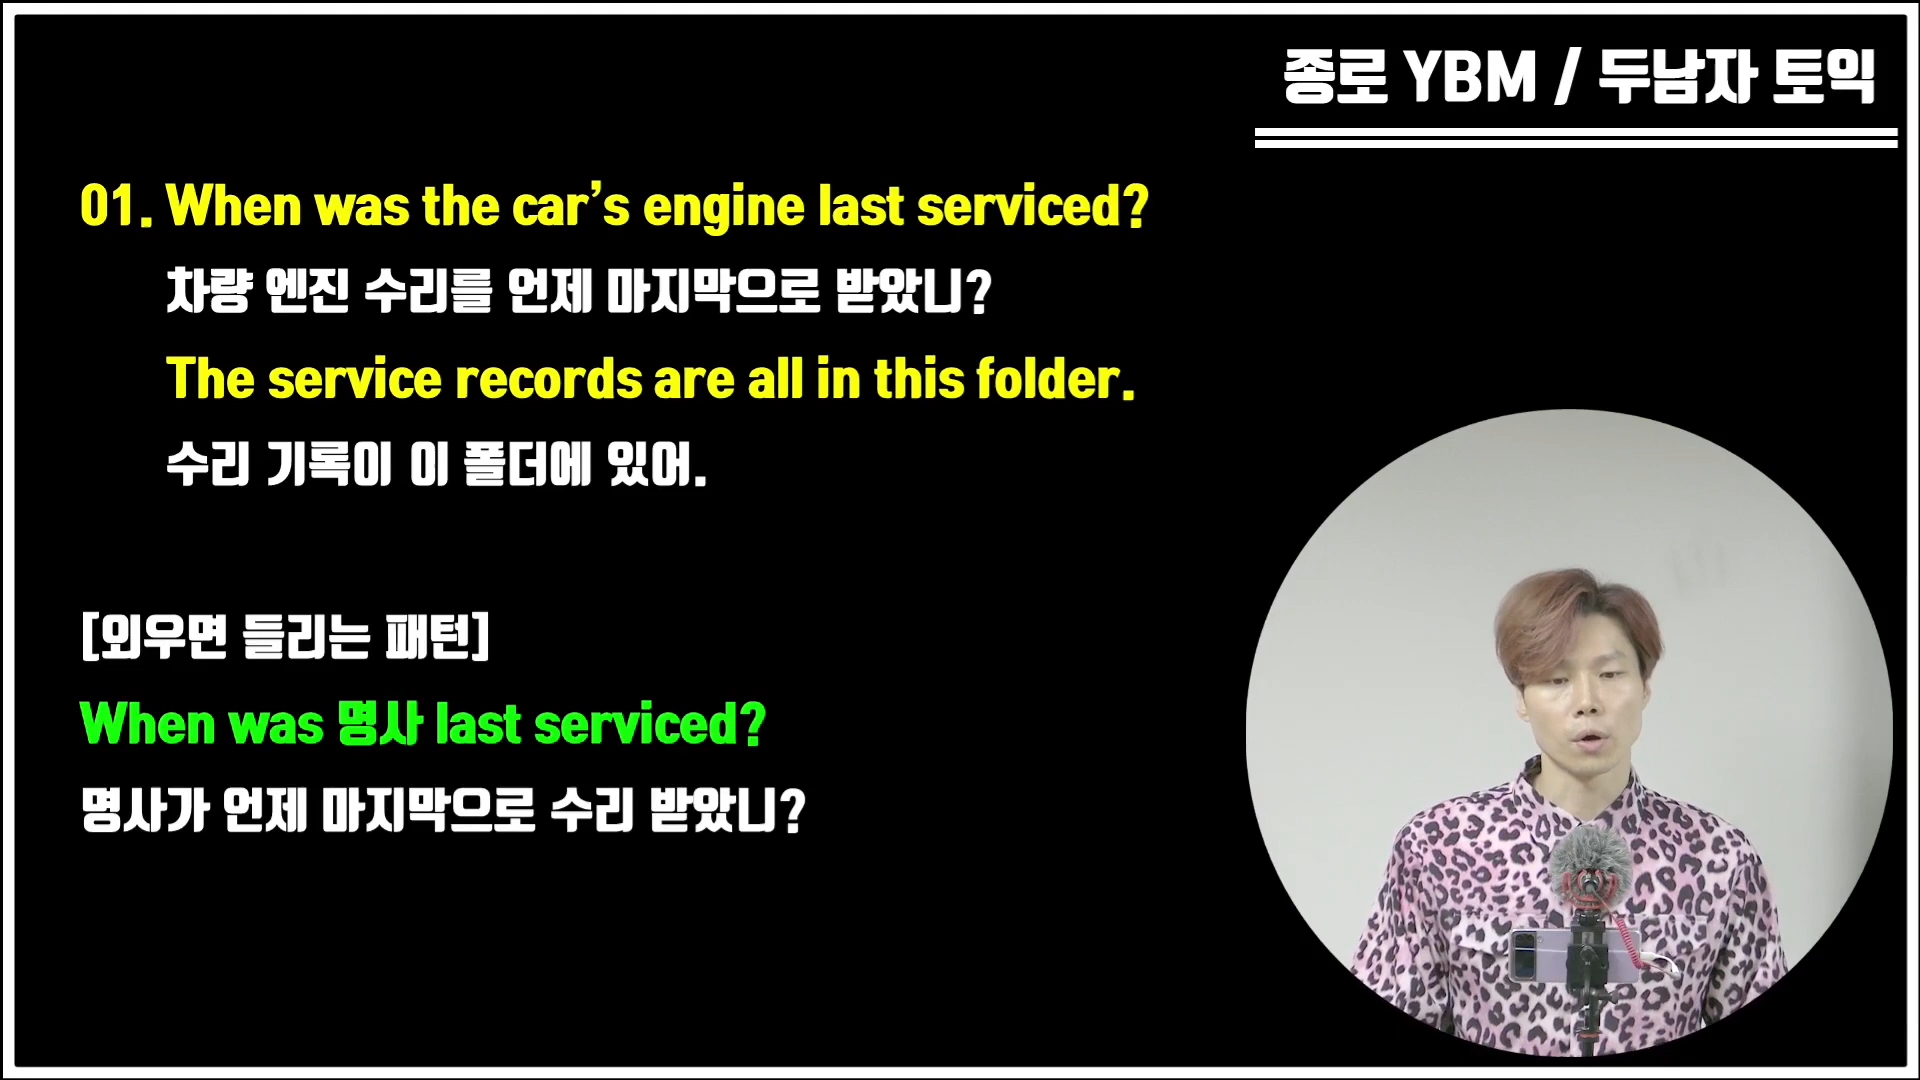 종로 YBM / 두남자 토익
01. When was the car’s engine last serviced?
차량 엔진 수리를 언제 마지막으로 받았니?
The service records are all in this folder.
수리 기록이 이 폴더에 있어.
[외우면 들리는 패턴]
When was 명사 last serviced?
명사가 언제 마지막으로 수리 받았니?